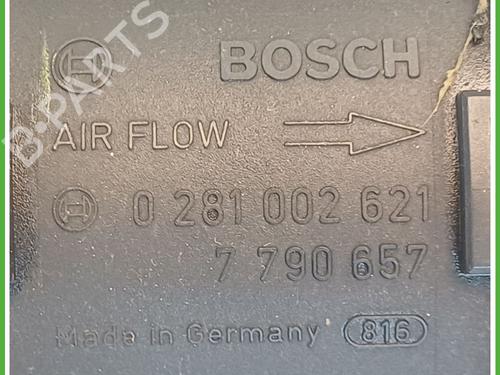 BOSCH
AIR FLOW
0 281 002 621
7 790 657
Made in Germany 816
B-PARTS